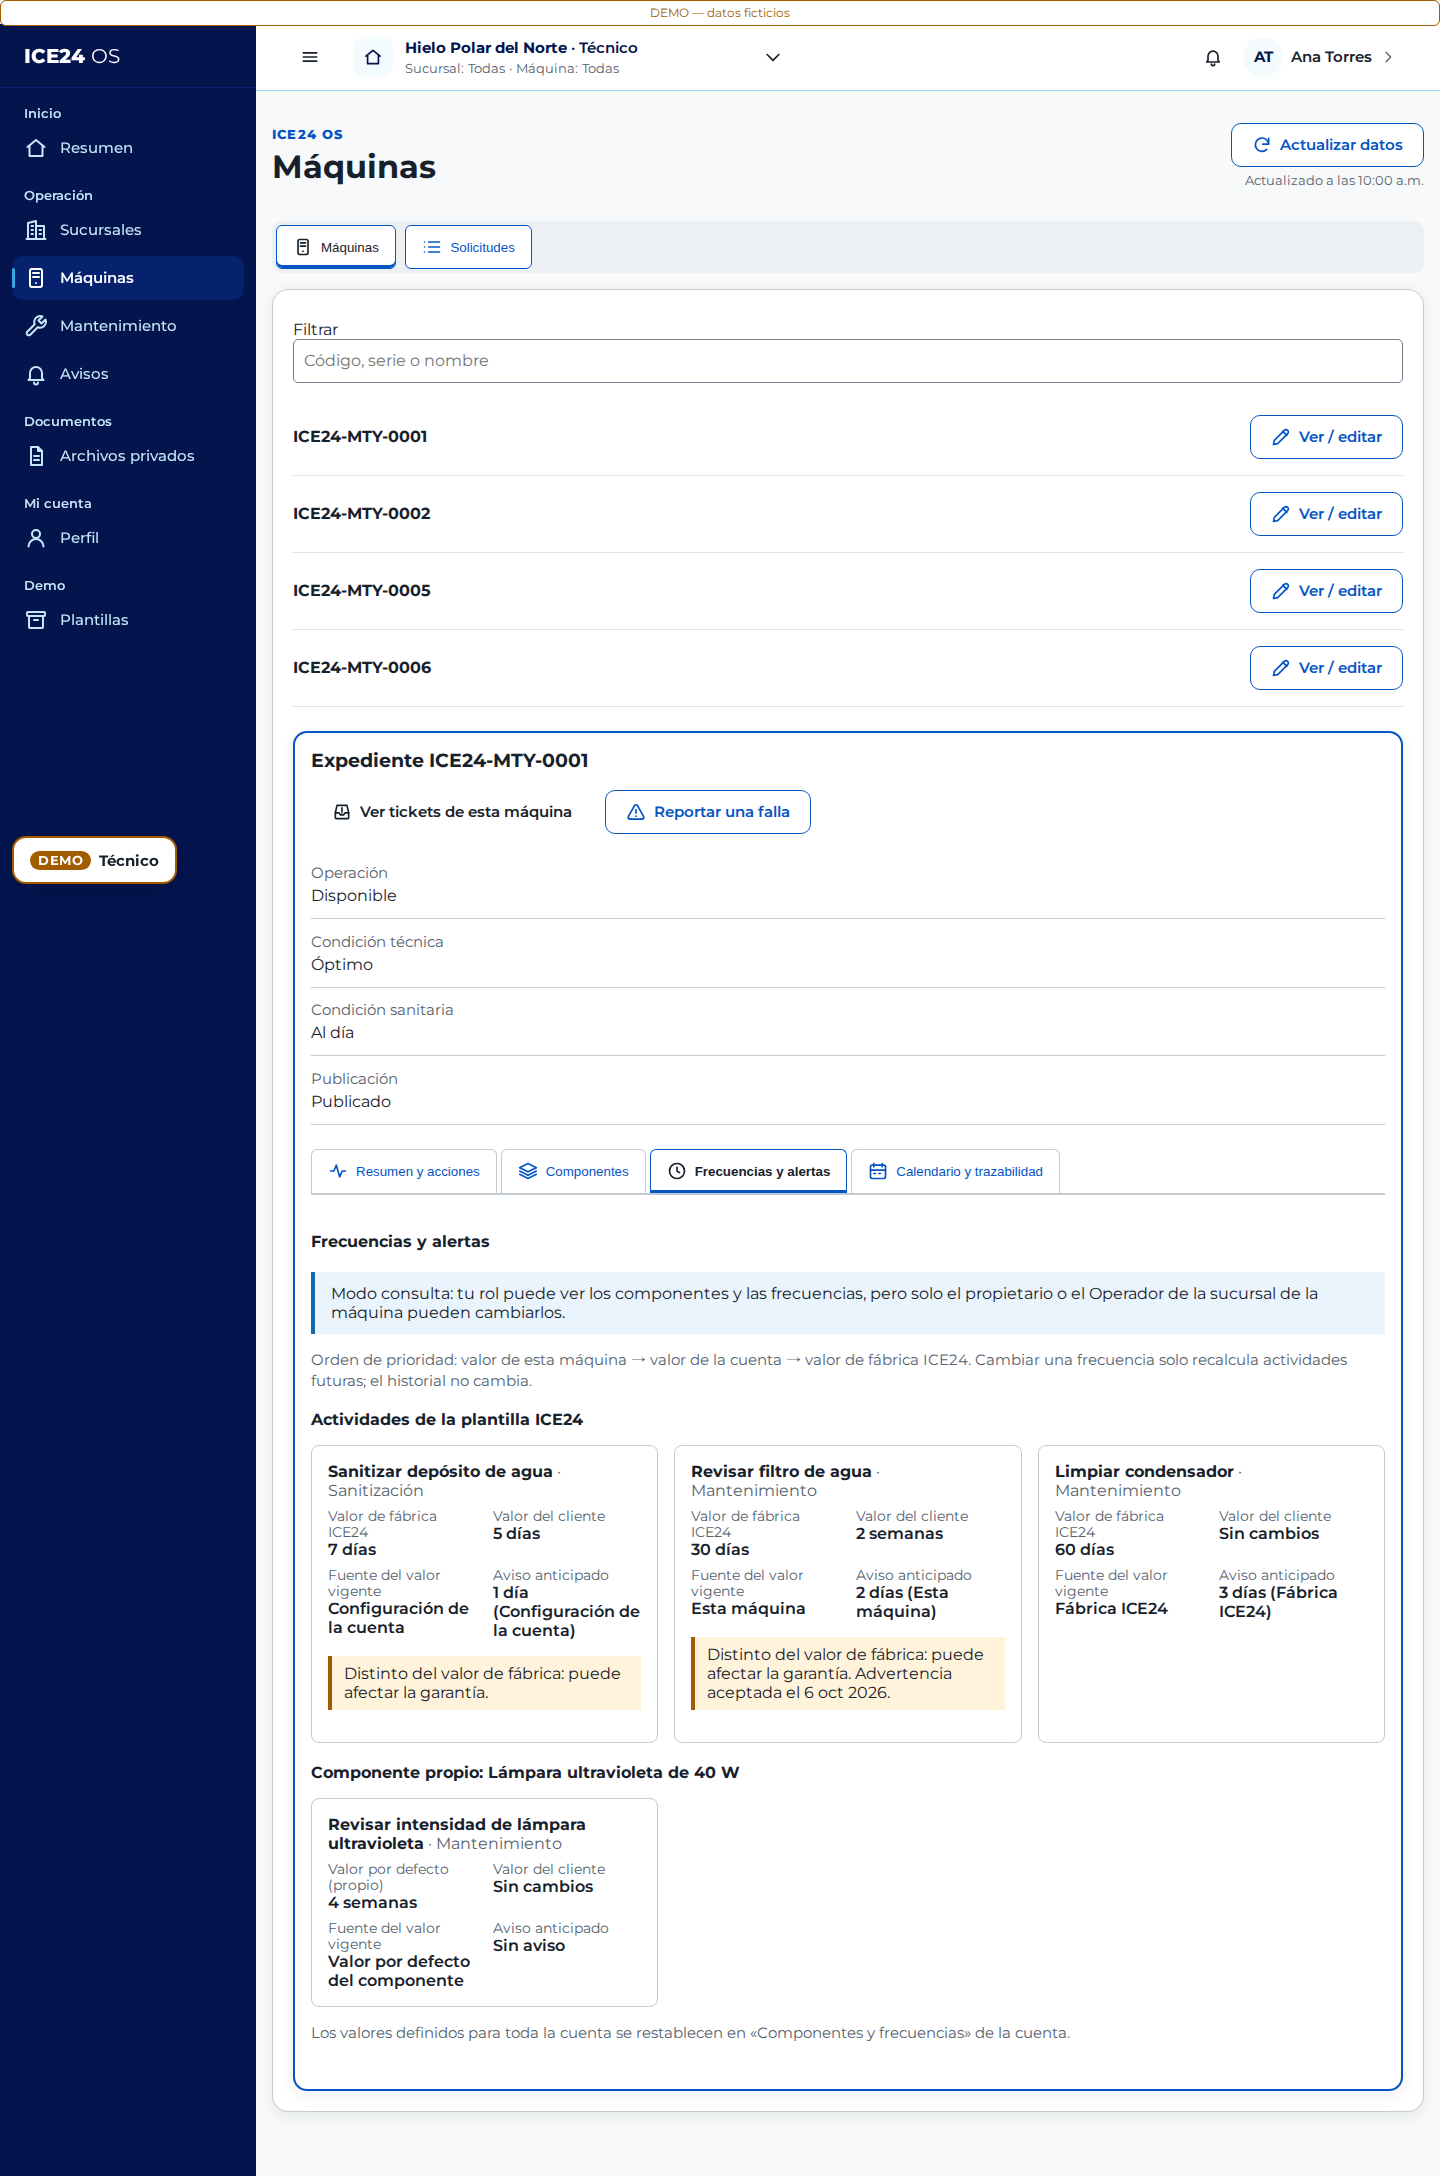 DEMO — datos ficticios
ICE24 OS
Inicio
Resumen
Operación
Sucursales
Máquinas
Mantenimiento
Avisos
Documentos
Archivos privados
Mi cuenta
Perfil
Demo
Plantillas
DEMO Técnico
Hielo Polar del Norte · Técnico
Sucursal: Todas · Máquina: Todas
AT Ana Torres
ICE24 OS
Máquinas
Actualizar datos
Actualizado a las 10:00 a.m.
Máquinas
Solicitudes
Filtrar
Código, serie o nombre
ICE24-MTY-0001
Ver / editar
ICE24-MTY-0002
Ver / editar
ICE24-MTY-0005
Ver / editar
ICE24-MTY-0006
Ver / editar
Expediente ICE24-MTY-0001
Ver tickets de esta máquina
Reportar una falla
Operación
Disponible
Condición técnica
Óptimo
Condición sanitaria
Al día
Publicación
Publicado
Resumen y acciones
Componentes
Frecuencias y alertas
Calendario y trazabilidad
Frecuencias y alertas
Modo consulta: tu rol puede ver los componentes y las frecuencias, pero solo el propietario o el Operador de la sucursal de la
máquina pueden cambiarlos.
Orden de prioridad: valor de esta máquina → valor de la cuenta → valor de fábrica ICE24. Cambiar una frecuencia solo recalcula actividades
futuras; el historial no cambia.
Actividades de la plantilla ICE24
Sanitizar depósito de agua ·
Sanitización
Valor de fábrica
ICE24
7 días
Valor del cliente
5 días
Fuente del valor
vigente
Configuración de
la cuenta
Aviso anticipado
1 día
(Configuración de
la cuenta)
Distinto del valor de fábrica: puede
afectar la garantía.
Revisar filtro de agua ·
Mantenimiento
Valor de fábrica
ICE24
30 días
Valor del cliente
2 semanas
Fuente del valor
vigente
Esta máquina
Aviso anticipado
2 días (Esta
máquina)
Distinto del valor de fábrica: puede
afectar la garantía. Advertencia
aceptada el 6 oct 2026.
Limpiar condensador ·
Mantenimiento
Valor de fábrica
ICE24
60 días
Valor del cliente
Sin cambios
Fuente del valor
vigente
Fábrica ICE24
Aviso anticipado
3 días (Fábrica
ICE24)
Componente propio: Lámpara ultravioleta de 40 W
Revisar intensidad de lámpara
ultravioleta · Mantenimiento
Valor por defecto
(propio)
4 semanas
Valor del cliente
Sin cambios
Fuente del valor
vigente
Valor por defecto
del componente
Aviso anticipado
Sin aviso
Los valores definidos para toda la cuenta se restablecen en «Componentes y frecuencias» de la cuenta.